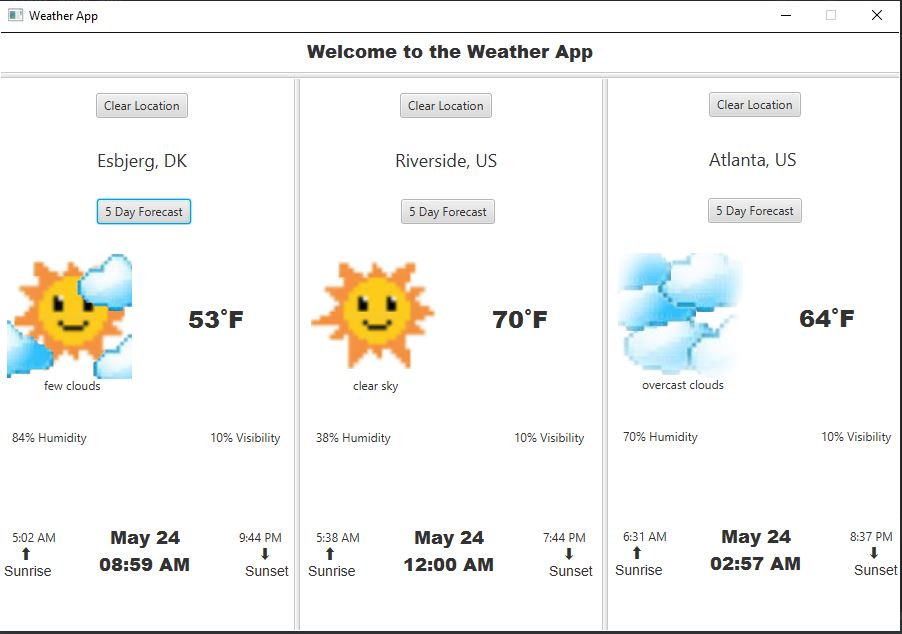 Weather App
Welcome to the Weather App
Clear Location
Esbjerg, DK
5 Day Forecast
53°F
few clouds
84% Humidity
10% Visibility
5:02 AM
Sunrise
May 24
08:59 AM
9:44 PM
Sunset
Clear Location
Riverside, US
5 Day Forecast
70°F
clear sky
38% Humidity
10% Visibility
5:38 AM
Sunrise
May 24
12:00 AM
7:44 PM
Sunset
Clear Location
Atlanta, US
5 Day Forecast
64°F
overcast clouds
70% Humidity
10% Visibility
6:31 AM
Sunrise
May 24
02:57 AM
8:37 PM
Sunset